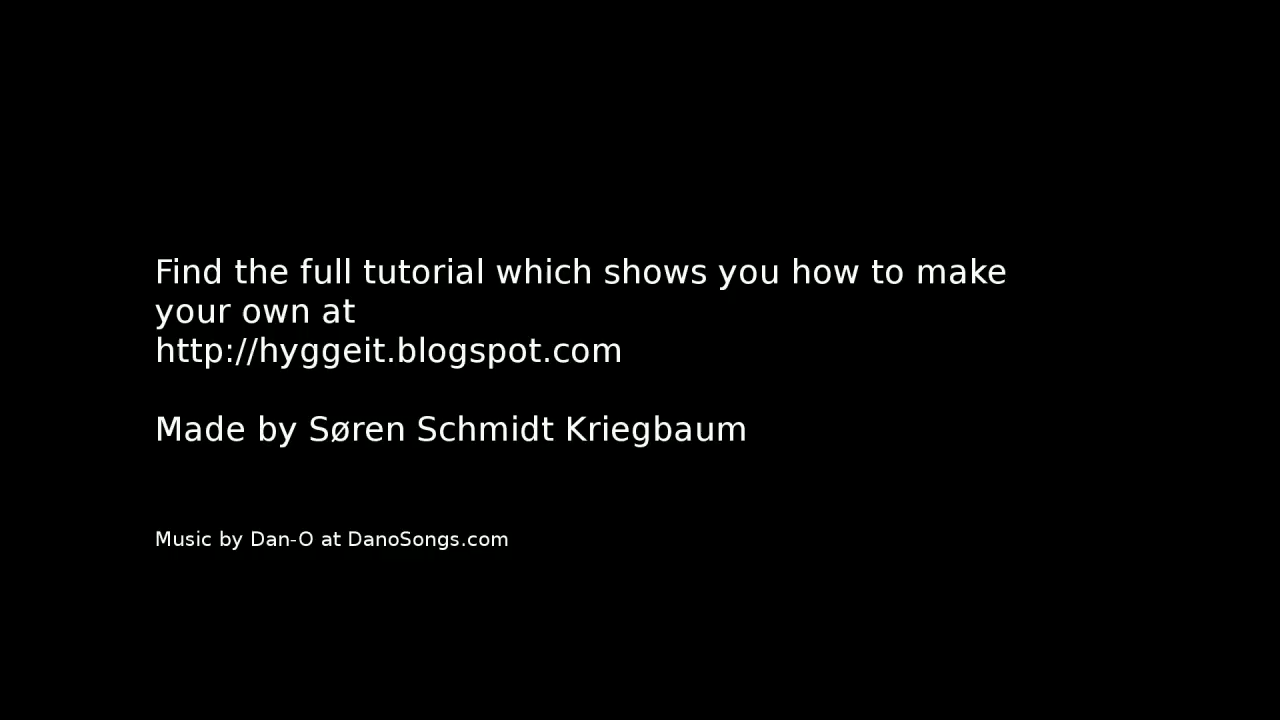 Find the full tutorial which shows you how to make
your own at
http://hyggeit.blogspot.com
Made by Søren Schmidt Kriegbaum
Music by Dan-O at DanoSongs.com